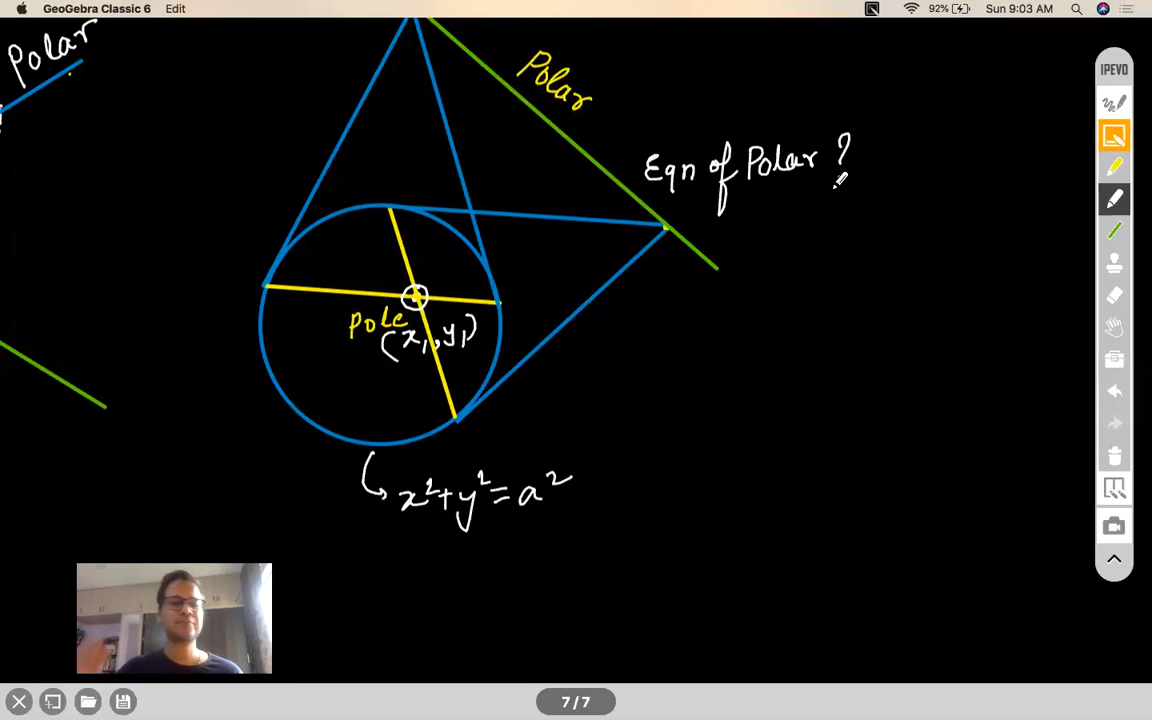 GeoGebra Classic 6 Edit 92% Sun 9:03 AM
Polar
Polar
IPEVO
Eqn of Polar ?
Pole
(x₁, y₁)
x²+y²=a²
7 / 7